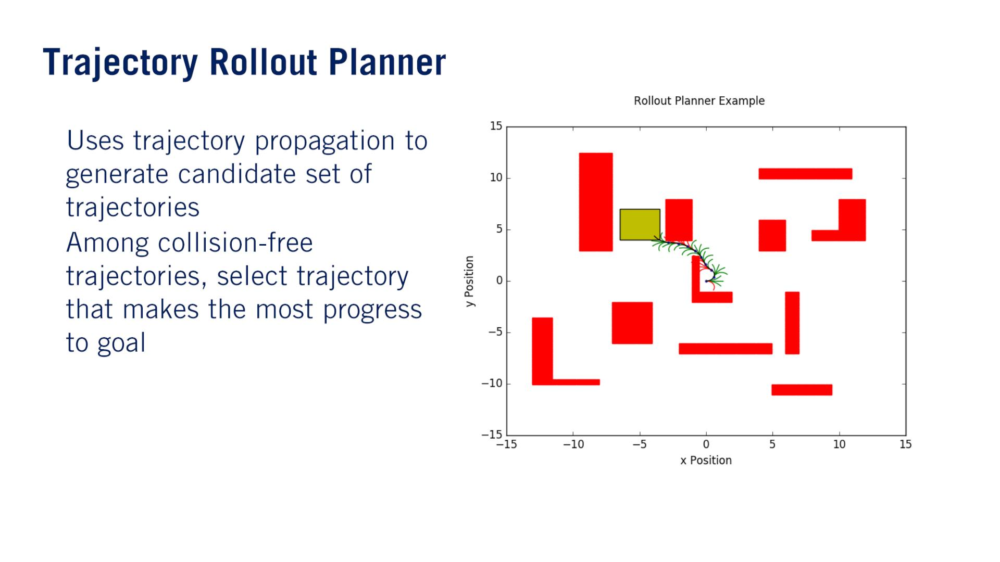 Trajectory Rollout Planner
Uses trajectory propagation to
generate candidate set of
trajectories
Among collision-free
trajectories, select trajectory
that makes the most progress
to goal
Rollout Planner Example
15
10
5
0
−5
−10
−15
y Position
−15
−10
−5
0
5
10
15
x Position